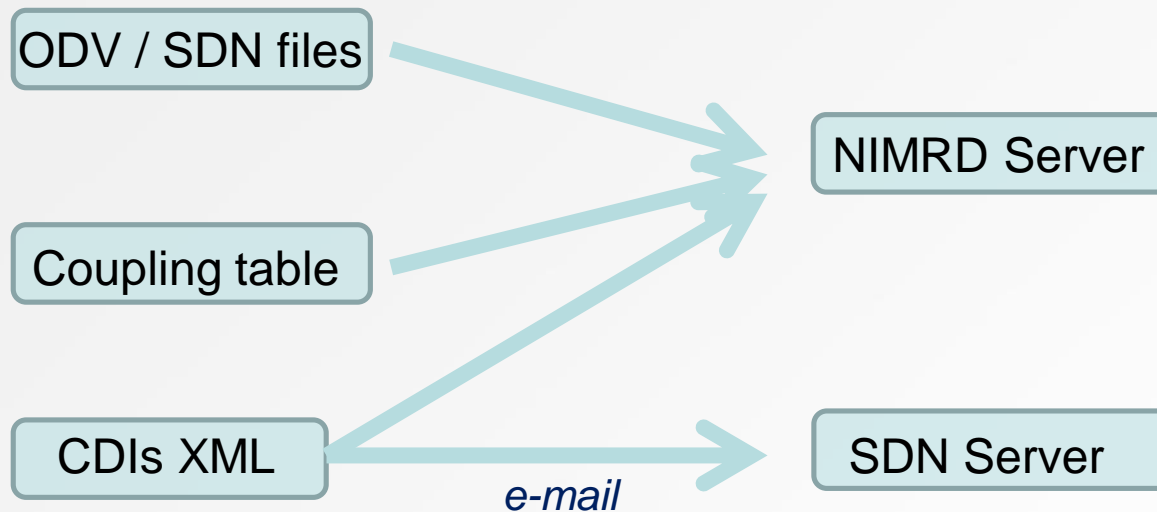 ODV / SDN files
NIMRD Server
Coupling table
CDIs XML
SDN Server
e-mail